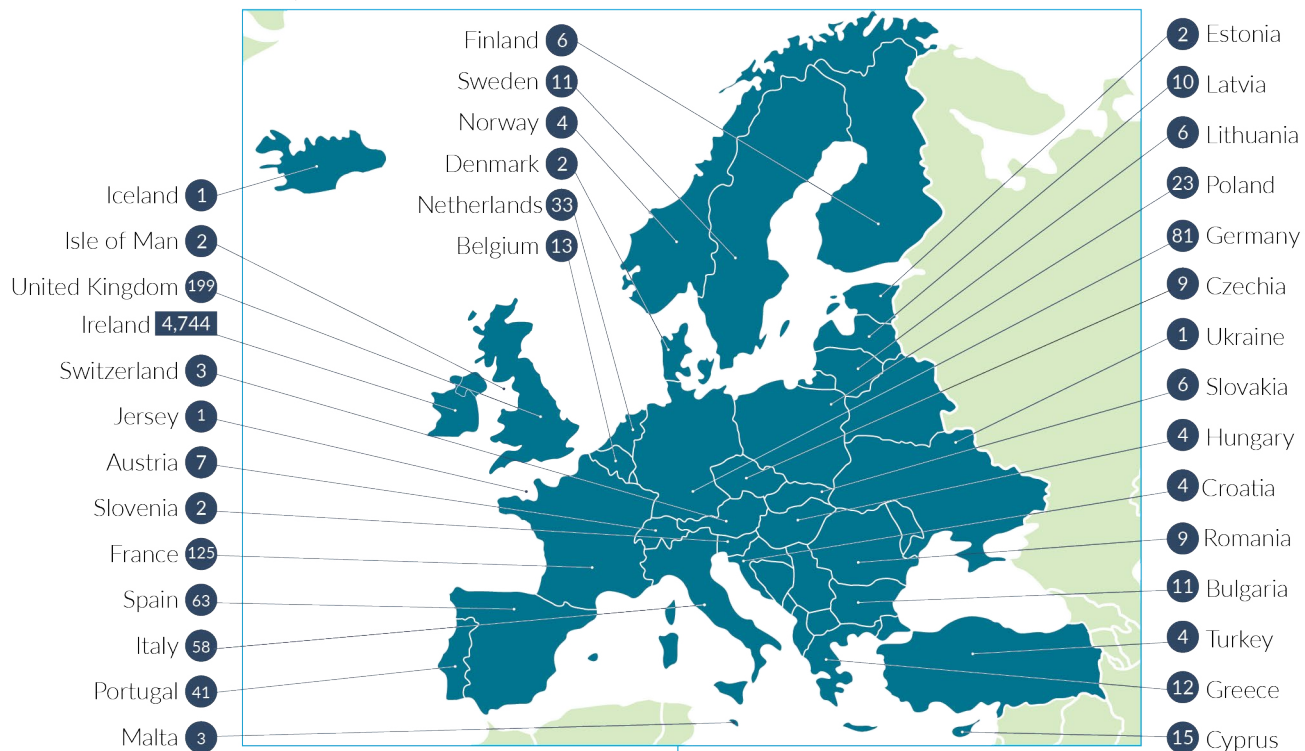 Finland 6
Sweden 11
Norway 4
Denmark 2
Netherlands 33
Belgium 13
Iceland 1
Isle of Man 2
United Kingdom 199
Ireland 4,744
Switzerland 3
Jersey 1
Austria 7
Slovenia 2
France 125
Spain 63
Italy 58
Portugal 41
Malta 3
2 Estonia
10 Latvia
6 Lithuania
23 Poland
81 Germany
9 Czechia
1 Ukraine
6 Slovakia
4 Hungary
4 Croatia
9 Romania
11 Bulgaria
4 Turkey
12 Greece
15 Cyprus